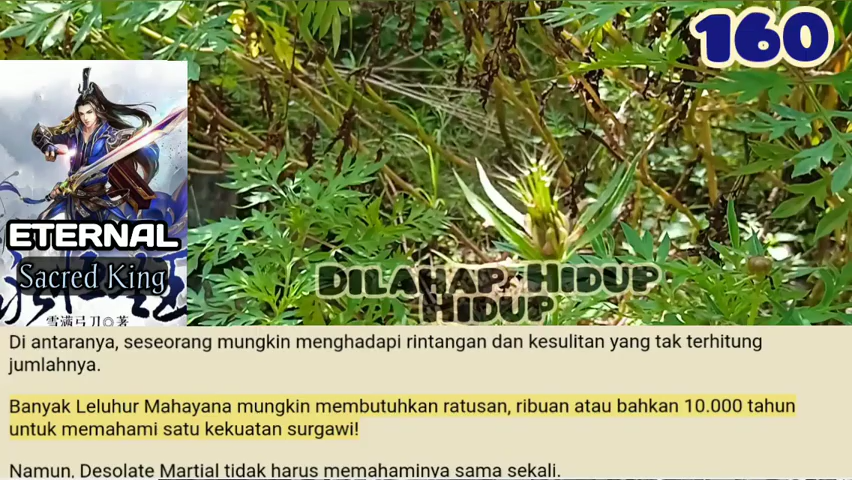 160
ETERNAL
Sacred King
雪满弓刀◎著
Dilahap Hidup
Hidup
Di antaranya, seseorang mungkin menghadapi rintangan dan kesulitan yang tak terhitung
jumlahnya.
Banyak Leluhur Mahayana mungkin membutuhkan ratusan, ribuan atau bahkan 10.000 tahun
untuk memahami satu kekuatan surgawi!
Namun, Desolate Martial tidak harus memahaminya sama sekali.